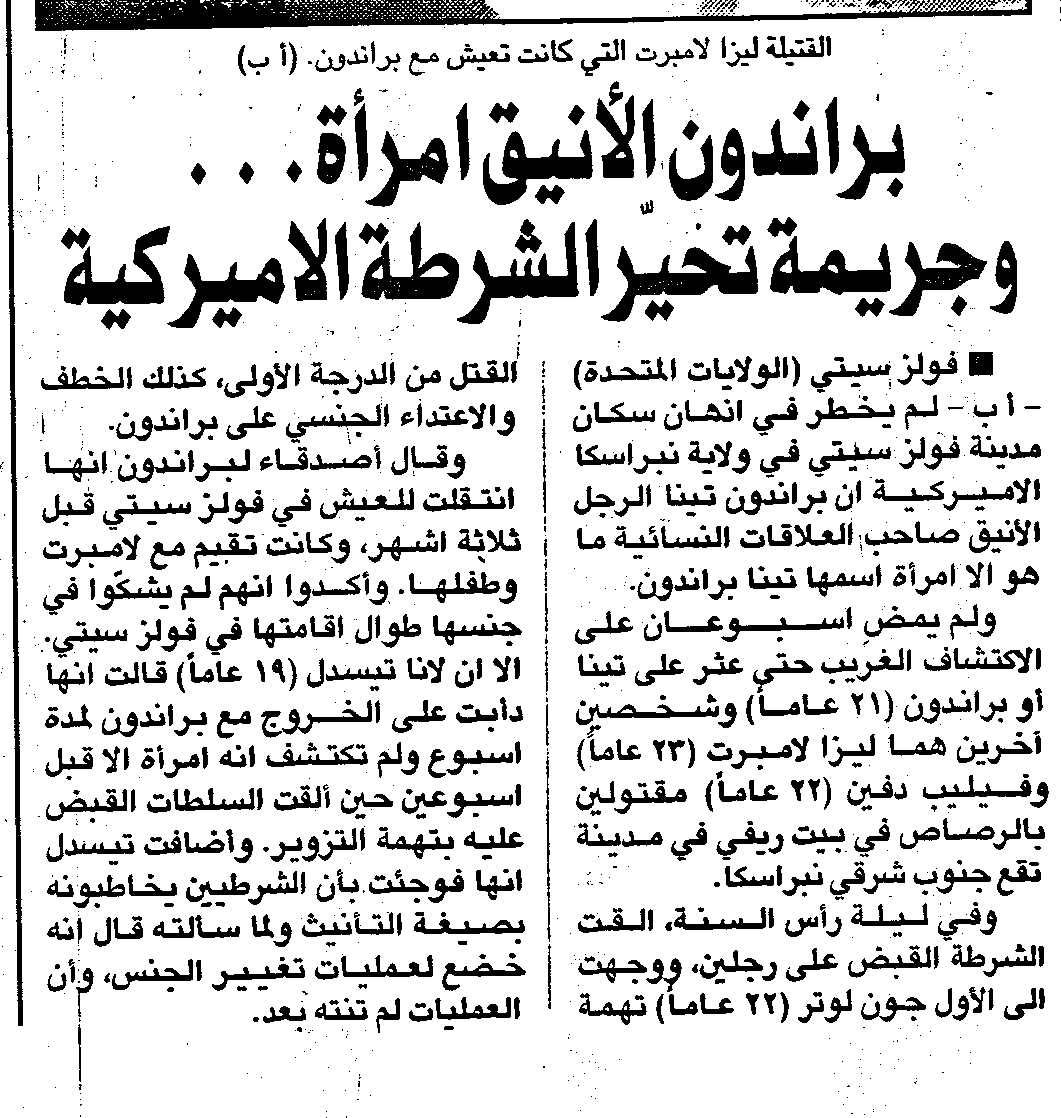 القتيلة ليزا لامبرت التي كانت تعيش مع براندون. (أ ب)
براندون الأنيق امرأة . . .
وجريمة تحيّر الشرطة الاميركية
■ فولز سيتي (الولايات المتحدة)
- أ ب - لم يخطر في اذهان سكان
مدينة فولز سيتي في ولاية نبراسكا
الاميركية ان براندون تينا الرجل
الأنيق صاحب العلاقات النسائية ما
هو الا امرأة اسمها تينا براندون.
ولم يمض اسبوعان على
الاكتشاف الغريب حتى عثر على تينا
أو براندون (٢١ عاماً) وشخصين
آخرين هما ليزا لامبرت (٢٣ عاماً)
وفيليب دفين (٢٢ عاماً) مقتولين
بالرصاص في بيت ريفي في مدينة
تقع جنوب شرقي نبراسكا.
وفي ليلة رأس السنة، القت
الشرطة القبض على رجلين، ووجهت
الى الأول جون لوتر (٢٢ عاماً) تهمة
القتل من الدرجة الأولى، كذلك الخطف
والاعتداء الجنسي على براندون.
وقال أصدقاء لبراندون انها
انتقلت للعيش في فولز سيتي قبل
ثلاثة اشهر، وكانت تقيم مع لامبرت
وطفلها. وأكدوا انهم لم يشكّوا في
جنسها طوال اقامتها في فولز سيتي.
الا ان لانا تيسدل (١٩ عاماً) قالت انها
دأبت على الخروج مع براندون لمدة
اسبوع ولم تكتشف انه امرأة الا قبل
اسبوعين حين ألقت السلطات القبض
عليه بتهمة التزوير. وأضافت تيسدل
انها فوجئت بأن الشرطيين يخاطبونه
بصيغة التأنيث ولما سألته قال انه
خضع لعمليات تغيير الجنس، وأن
العمليات لم تنته بعد.